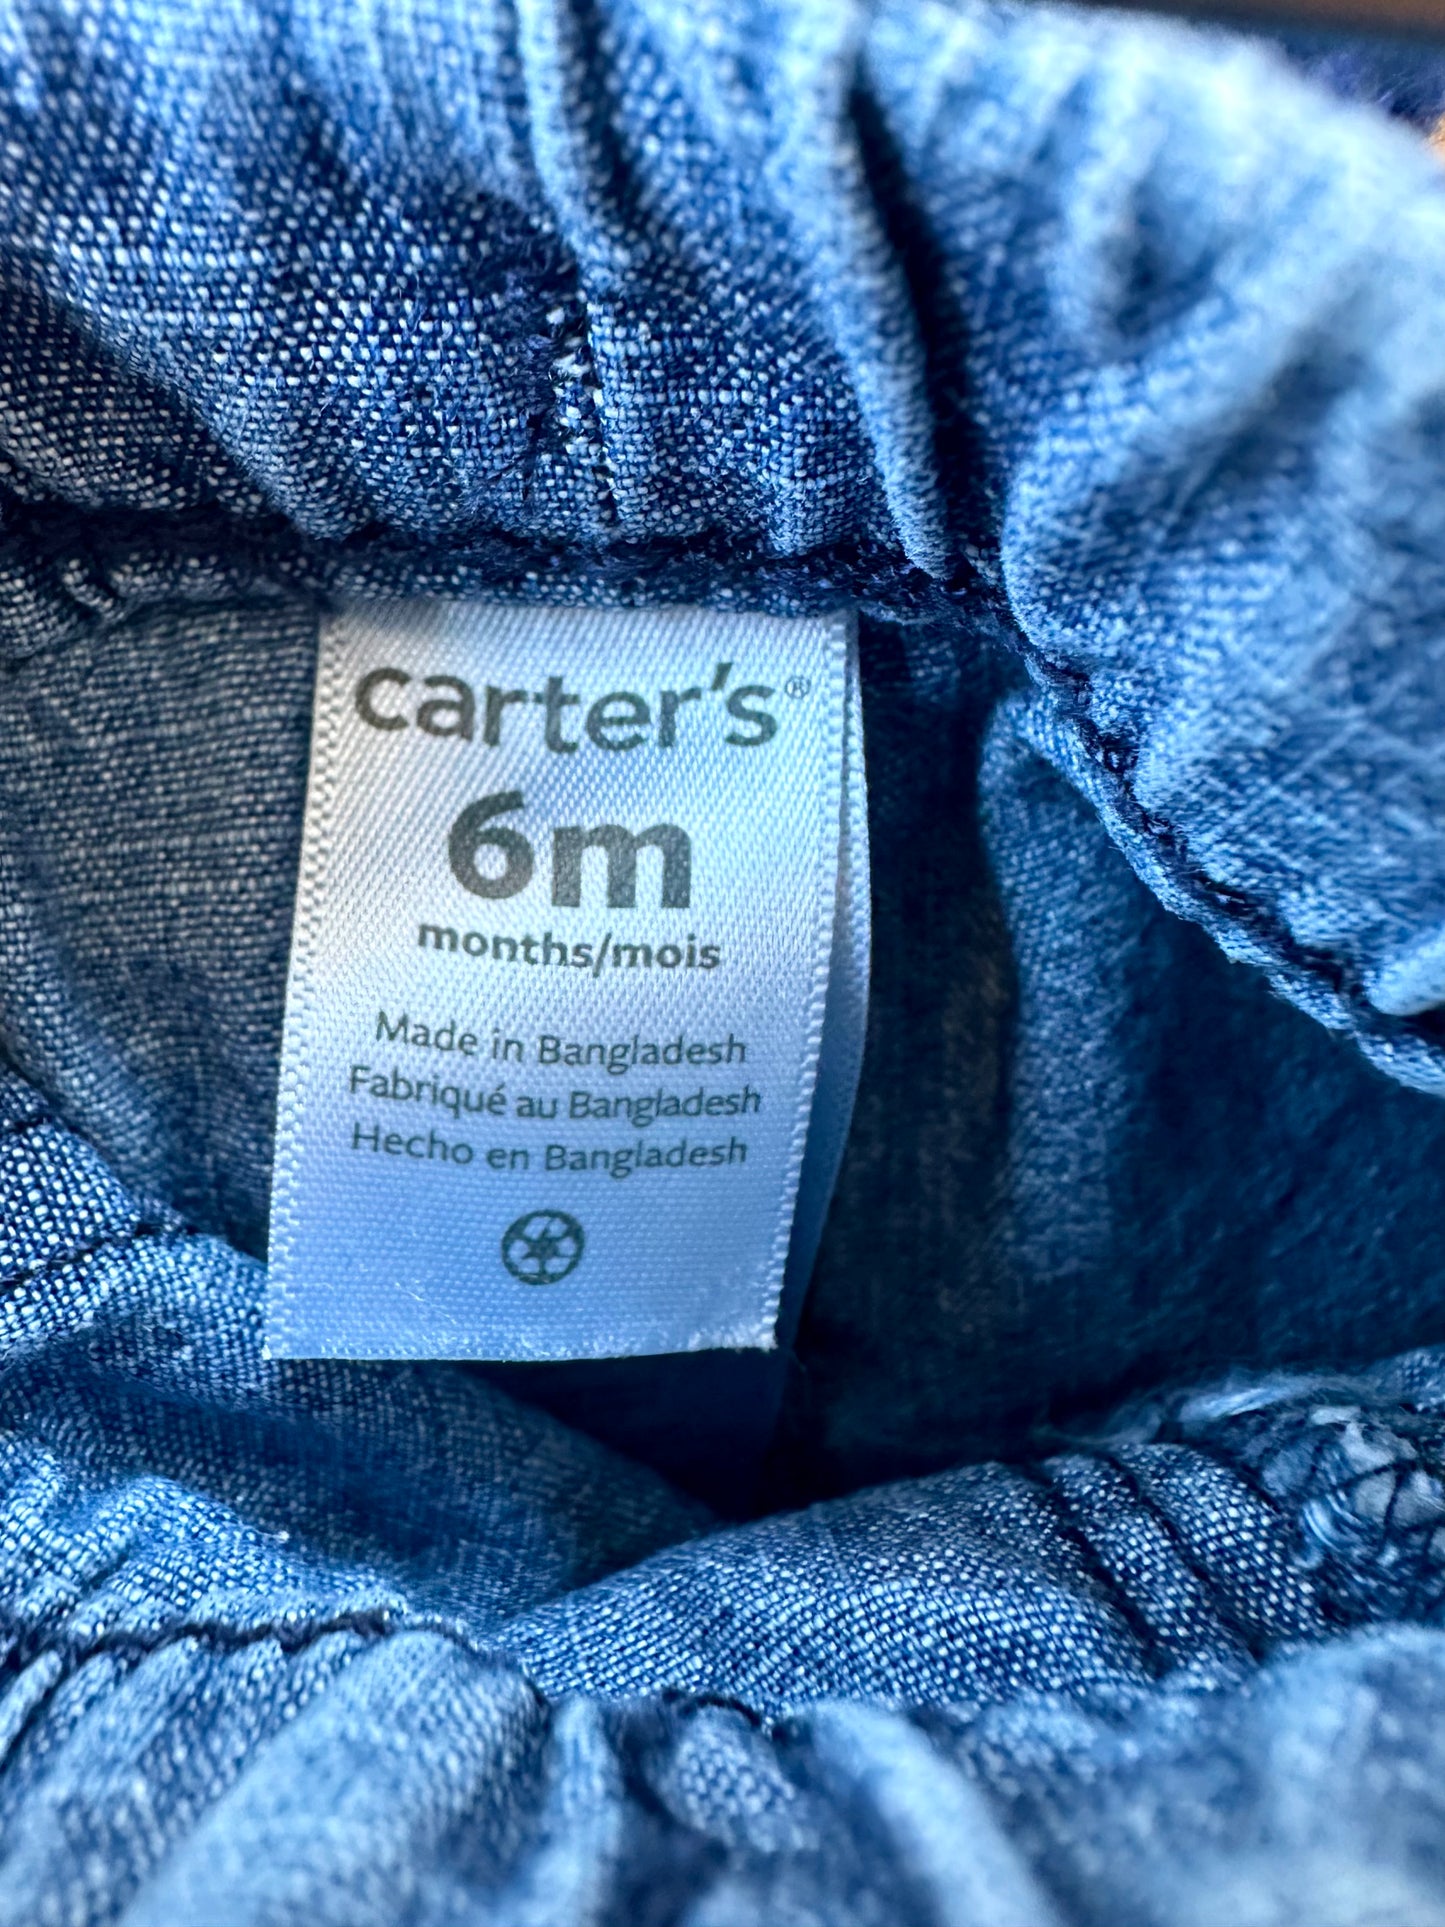 carter's®
6m
months/mois
Made in Bangladesh
Fabriqué au Bangladesh
Hecho en Bangladesh